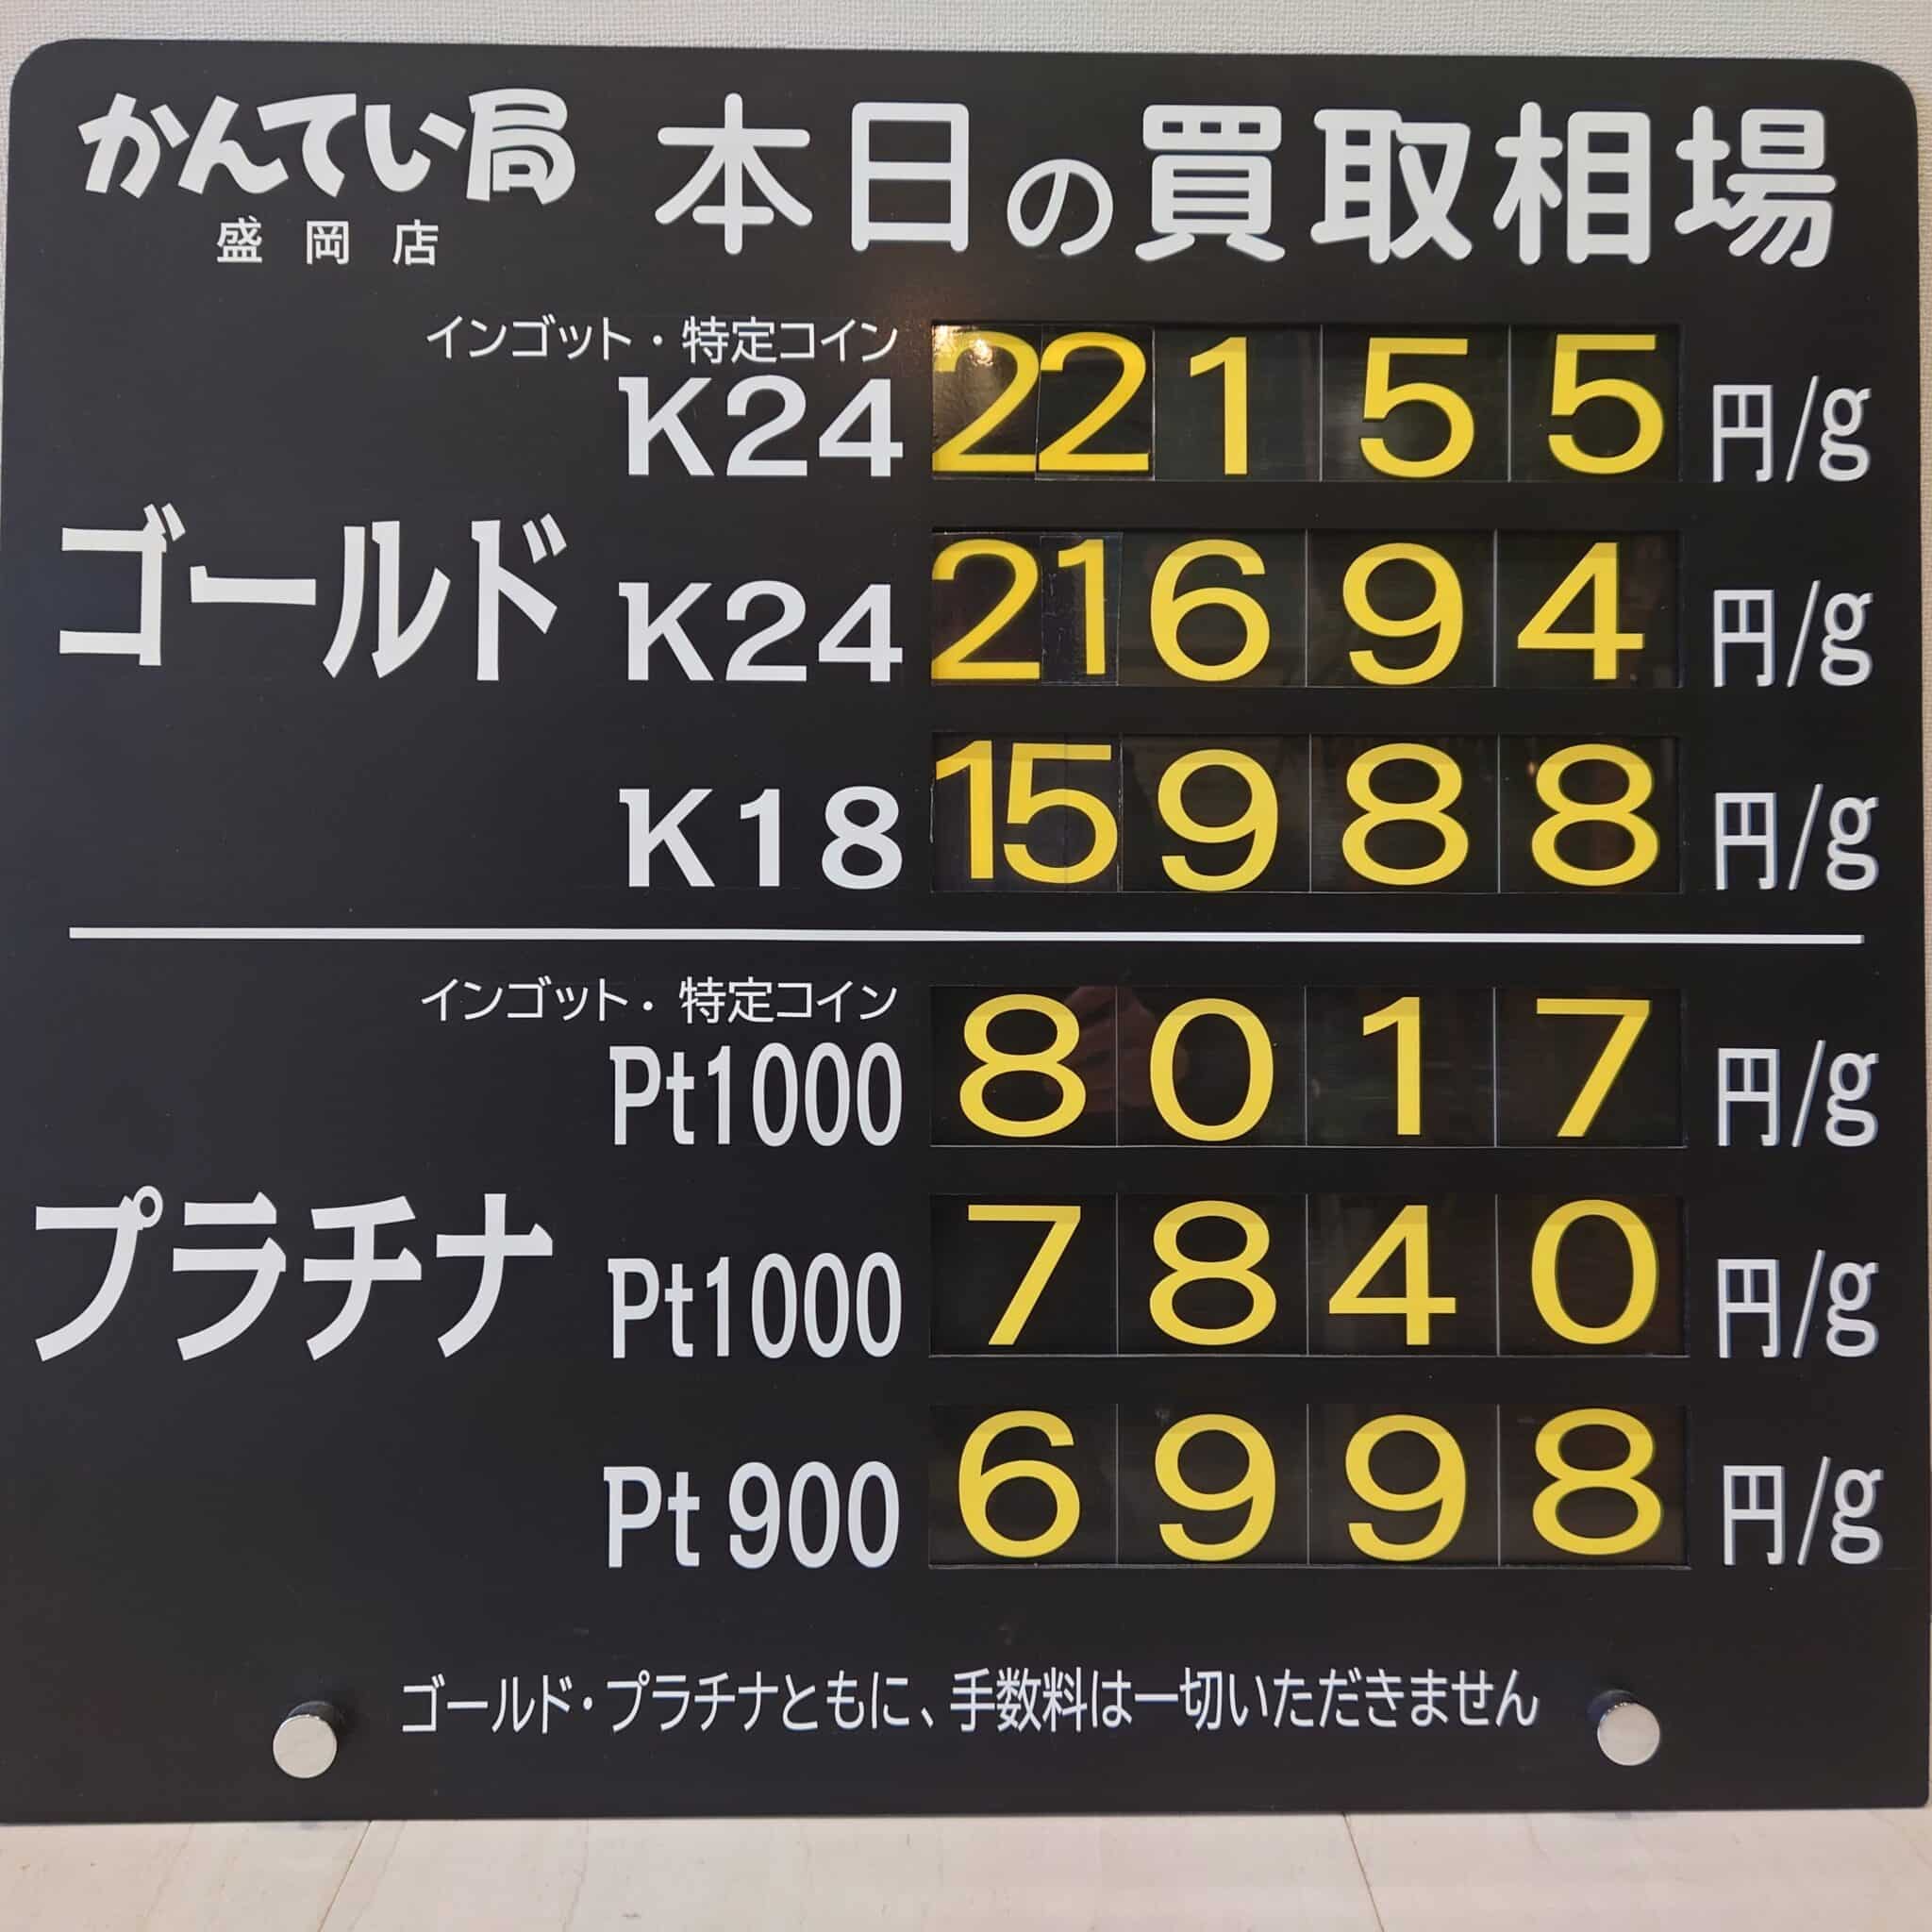 かんてい局 本日の買取相場
盛岡店
インゴット・特定コイン
K24 22155 円/g
ゴールド K24 21694 円/g
K18 15988 円/g
インゴット・特定コイン
Pt1000 8017 円/g
プラチナ Pt1000 7840 円/g
Pt 900 6998 円/g
ゴールド・プラチナともに、手数料は一切いただきません